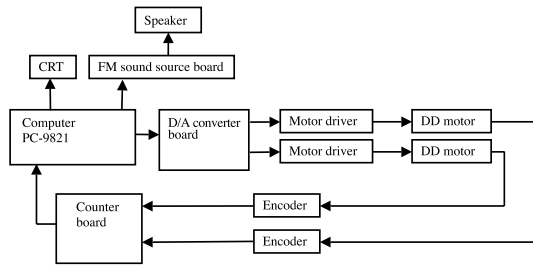 Speaker
CRT
FM sound source board
Computer
PC-9821
D/A converter
board
Motor driver
DD motor
Motor driver
DD motor
Counter
board
Encoder
Encoder